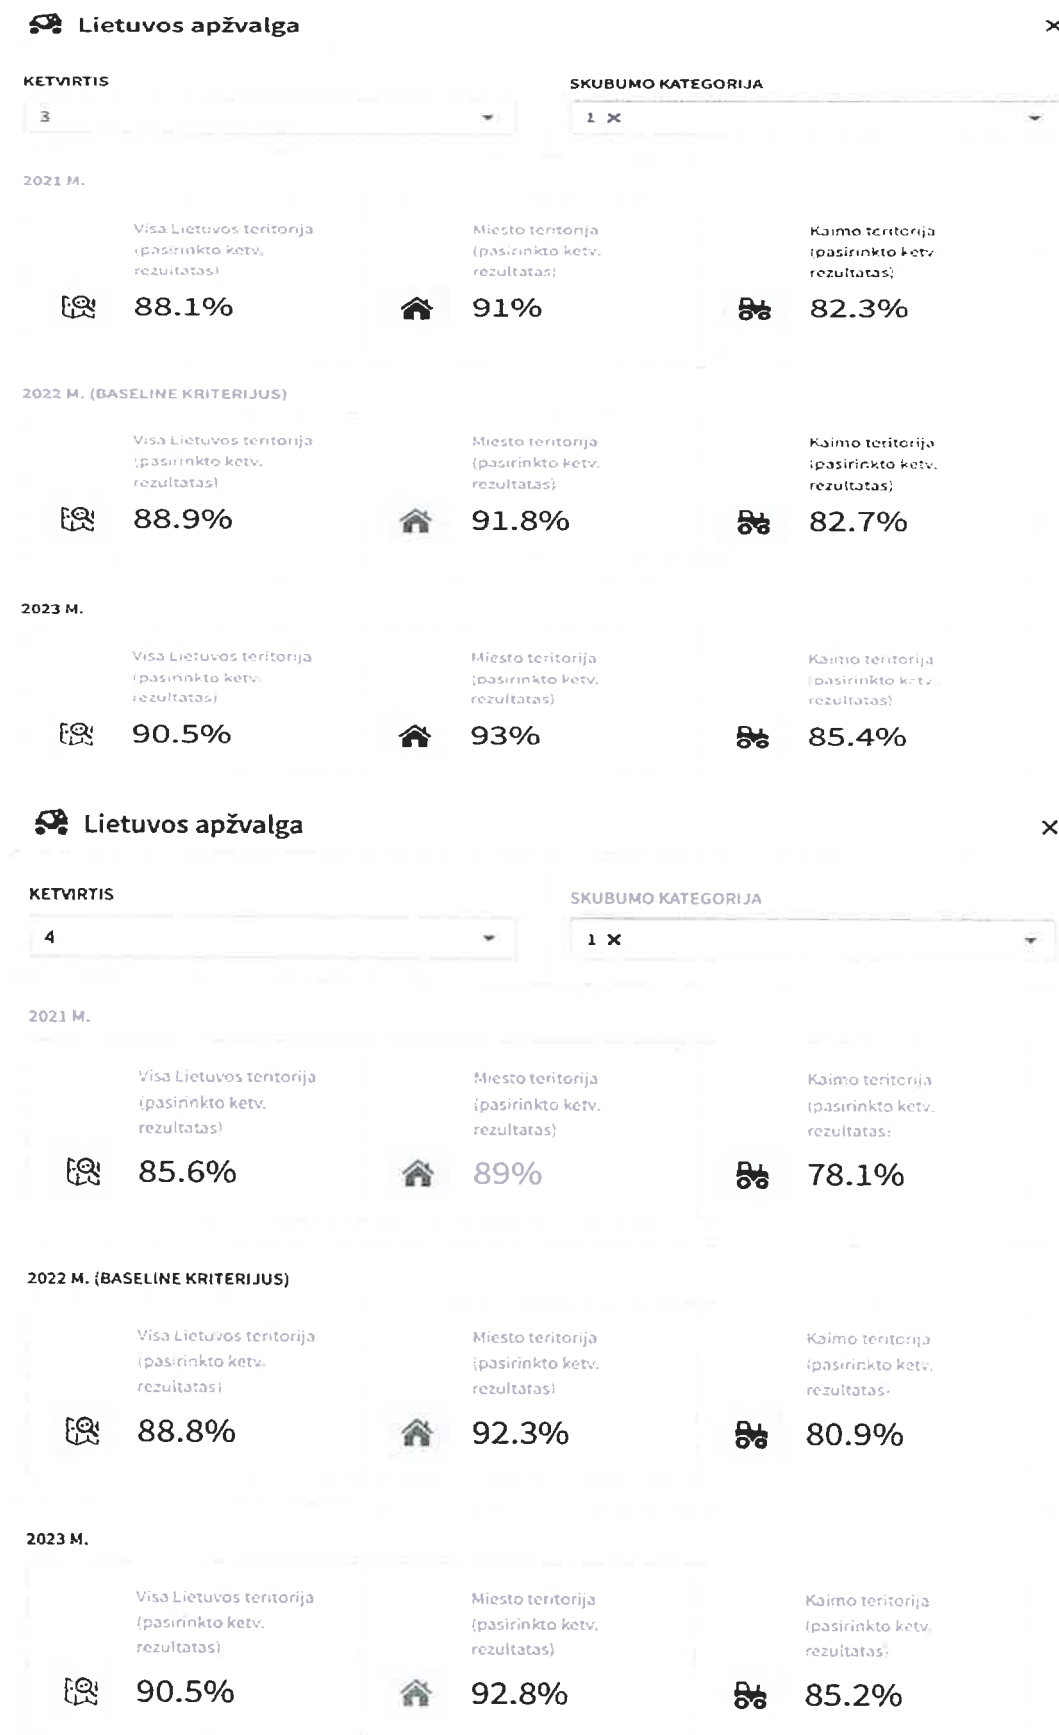 Lietuvos apžvalga
KETVIRTIS
SKUBUMO KATEGORIJA
3
1 ×
2021 M.
Visa Lietuvos teritorija
(pasirinkto ketv.
rezultatas)
88.1%
Miesto teritorija
(pasirinkto ketv.
rezultatas)
91%
Kaimo teritorija
(pasirinkto ketv.
rezultatas)
82.3%
2022 M. (BASELINE KRITERIJUS)
Visa Lietuvos teritorija
(pasirinkto ketv.
rezultatas)
88.9%
Miesto teritorija
(pasirinkto ketv.
rezultatas)
91.8%
Kaimo teritorija
(pasirinkto ketv.
rezultatas)
82.7%
2023 M.
Visa Lietuvos teritorija
(pasirinkto ketv.
rezultatas)
90.5%
Miesto teritorija
(pasirinkto ketv.
rezultatas)
93%
Kaimo teritorija
(pasirinkto ketv.
rezultatas)
85.4%
Lietuvos apžvalga
KETVIRTIS
SKUBUMO KATEGORIJA
4
1 ×
2021 M.
Visa Lietuvos teritorija
(pasirinkto ketv.
rezultatas)
85.6%
Miesto teritorija
(pasirinkto ketv.
rezultatas)
89%
Kaimo teritorija
(pasirinkto ketv.
rezultatas)
78.1%
2022 M. (BASELINE KRITERIJUS)
Visa Lietuvos teritorija
(pasirinkto ketv.
rezultatas)
88.8%
Miesto teritorija
(pasirinkto ketv.
rezultatas)
92.3%
Kaimo teritorija
(pasirinkto ketv.
rezultatas)
80.9%
2023 M.
Visa Lietuvos teritorija
(pasirinkto ketv.
rezultatas)
90.5%
Miesto teritorija
(pasirinkto ketv.
rezultatas)
92.8%
Kaimo teritorija
(pasirinkto ketv.
rezultatas)
85.2%